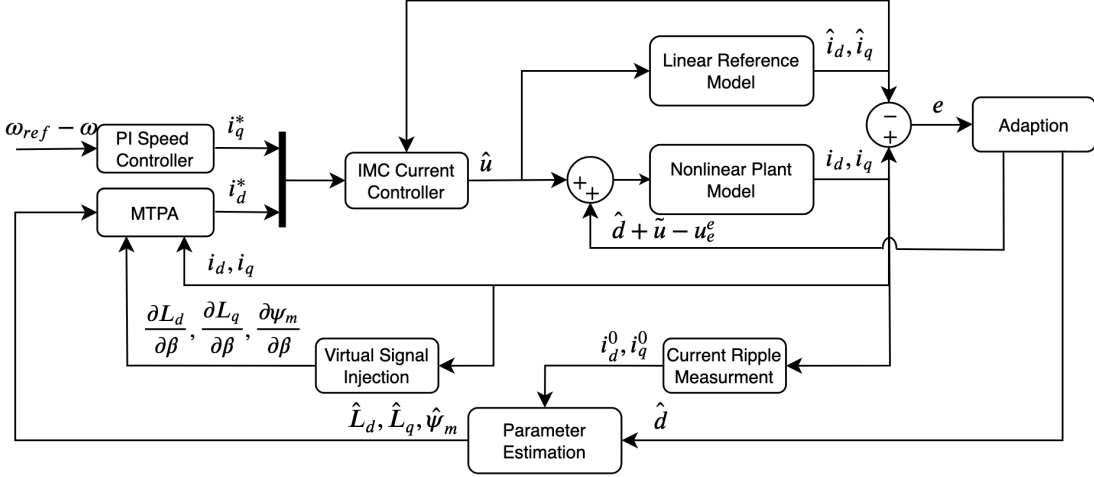 î_d, î_q
Linear Reference
Model
−
+
e
Adaption
ω_{ref} − ω
PI Speed
Controller
i_q^*
IMC Current
Controller
û
+
+
Nonlinear Plant
Model
i_d, i_q
MTPA
i_d^*
d̂ + ũ − u_e^e
i_d, i_q
∂L_d/∂β, ∂L_q/∂β, ∂ψ_m/∂β
Virtual Signal
Injection
i_d^0, i_q^0
Current Ripple
Measurment
L̂_d, L̂_q, ψ̂_m
Parameter
Estimation
d̂